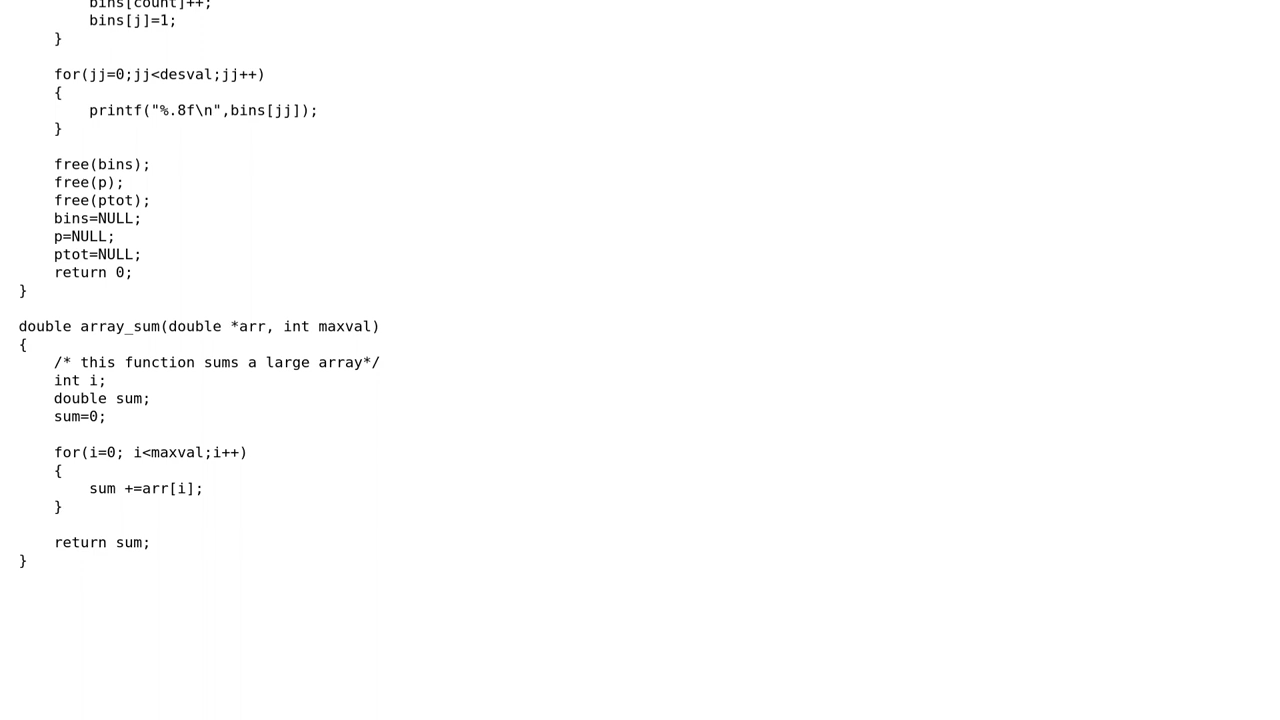 bins[count]++;
bins[j]=1;
}
for(jj=0;jj<desval;jj++)
{
printf("%.8f\n",bins[jj]);
}
free(bins);
free(p);
free(ptot);
bins=NULL;
p=NULL;
ptot=NULL;
return 0;
}
double array_sum(double *arr, int maxval)
{
/* this function sums a large array*/
int i;
double sum;
sum=0;
for(i=0; i<maxval;i++)
{
sum +=arr[i];
}
return sum;
}